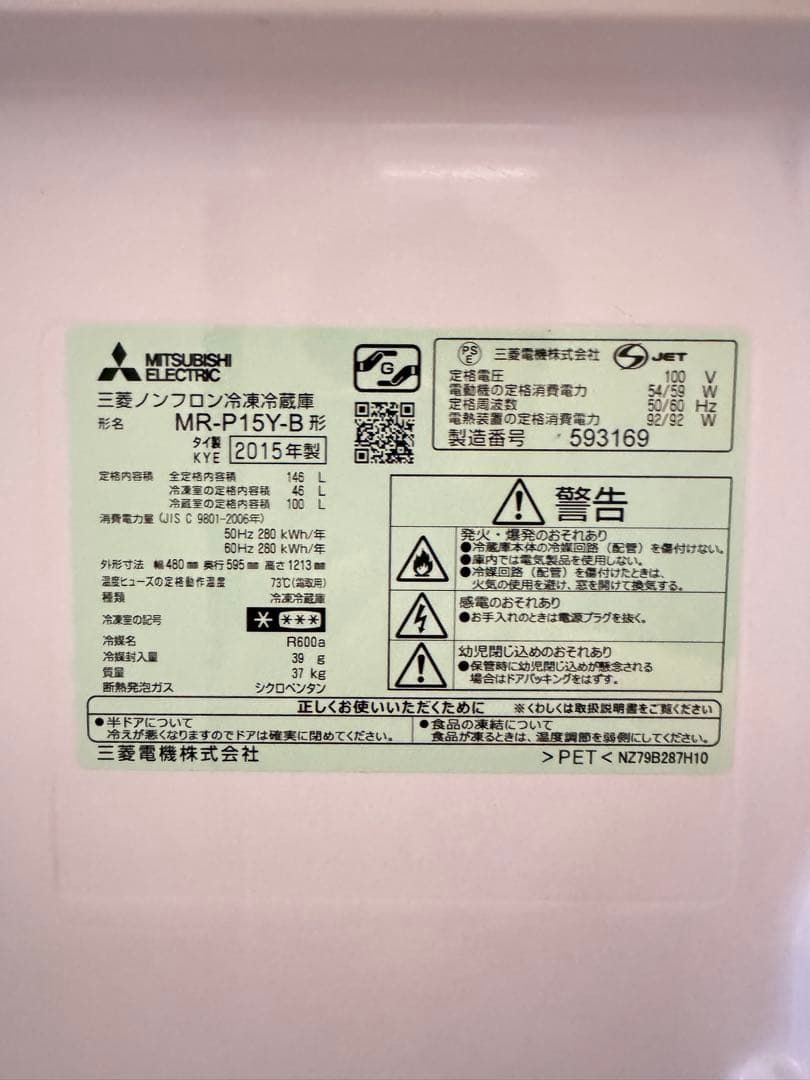 MITSUBISHI
ELECTRIC
三菱ノンフロン冷凍冷蔵庫
形名 MR-P15Y-B 形
タイ製
KYE 2015年製
G
PS
E 三菱電機株式会社 S JET
定格電圧 100 V
電動機の定格消費電力 54/59 W
定格周波数 50/60 Hz
電熱装置の定格消費電力 92/92 W
製造番号 593169
定格内容積 全定格内容積 146 L
冷凍室の定格内容積 46 L
冷蔵室の定格内容積 100 L
消費電力量 (JIS C 9801-2006年)
50Hz 280 kWh/年
60Hz 280 kWh/年
外形寸法 幅480㎜ 奥行595㎜ 高さ1213㎜
温度ヒューズの定格動作温度 73℃(霜取用)
種類 冷凍冷蔵庫
冷凍室の記号 * ***
冷媒名 R600a
冷媒封入量 39 g
質量 37 kg
断熱発泡ガス シクロペンタン
警告
発火・爆発のおそれあり
●冷蔵庫本体の冷媒回路（配管）を傷付けない。
●庫内では電気製品を使用しない。
●冷媒回路（配管）を傷付けたときは、
火気の使用を避け、窓を開けて換気する。
感電のおそれあり
●お手入れのときは電源プラグを抜く。
幼児閉じ込めのおそれあり
●保管時に幼児閉じ込めが懸念される
場合はドアパッキングをはずす。
正しくお使いいただくために ※くわしくは取扱説明書をご覧ください
●半ドアについて
冷えが悪くなりますのでドアは確実に閉めてください。
●食品の凍結について
食品が凍るときは、温度調節を弱側にしてください。
三菱電機株式会社 >PET< NZ79B287H10